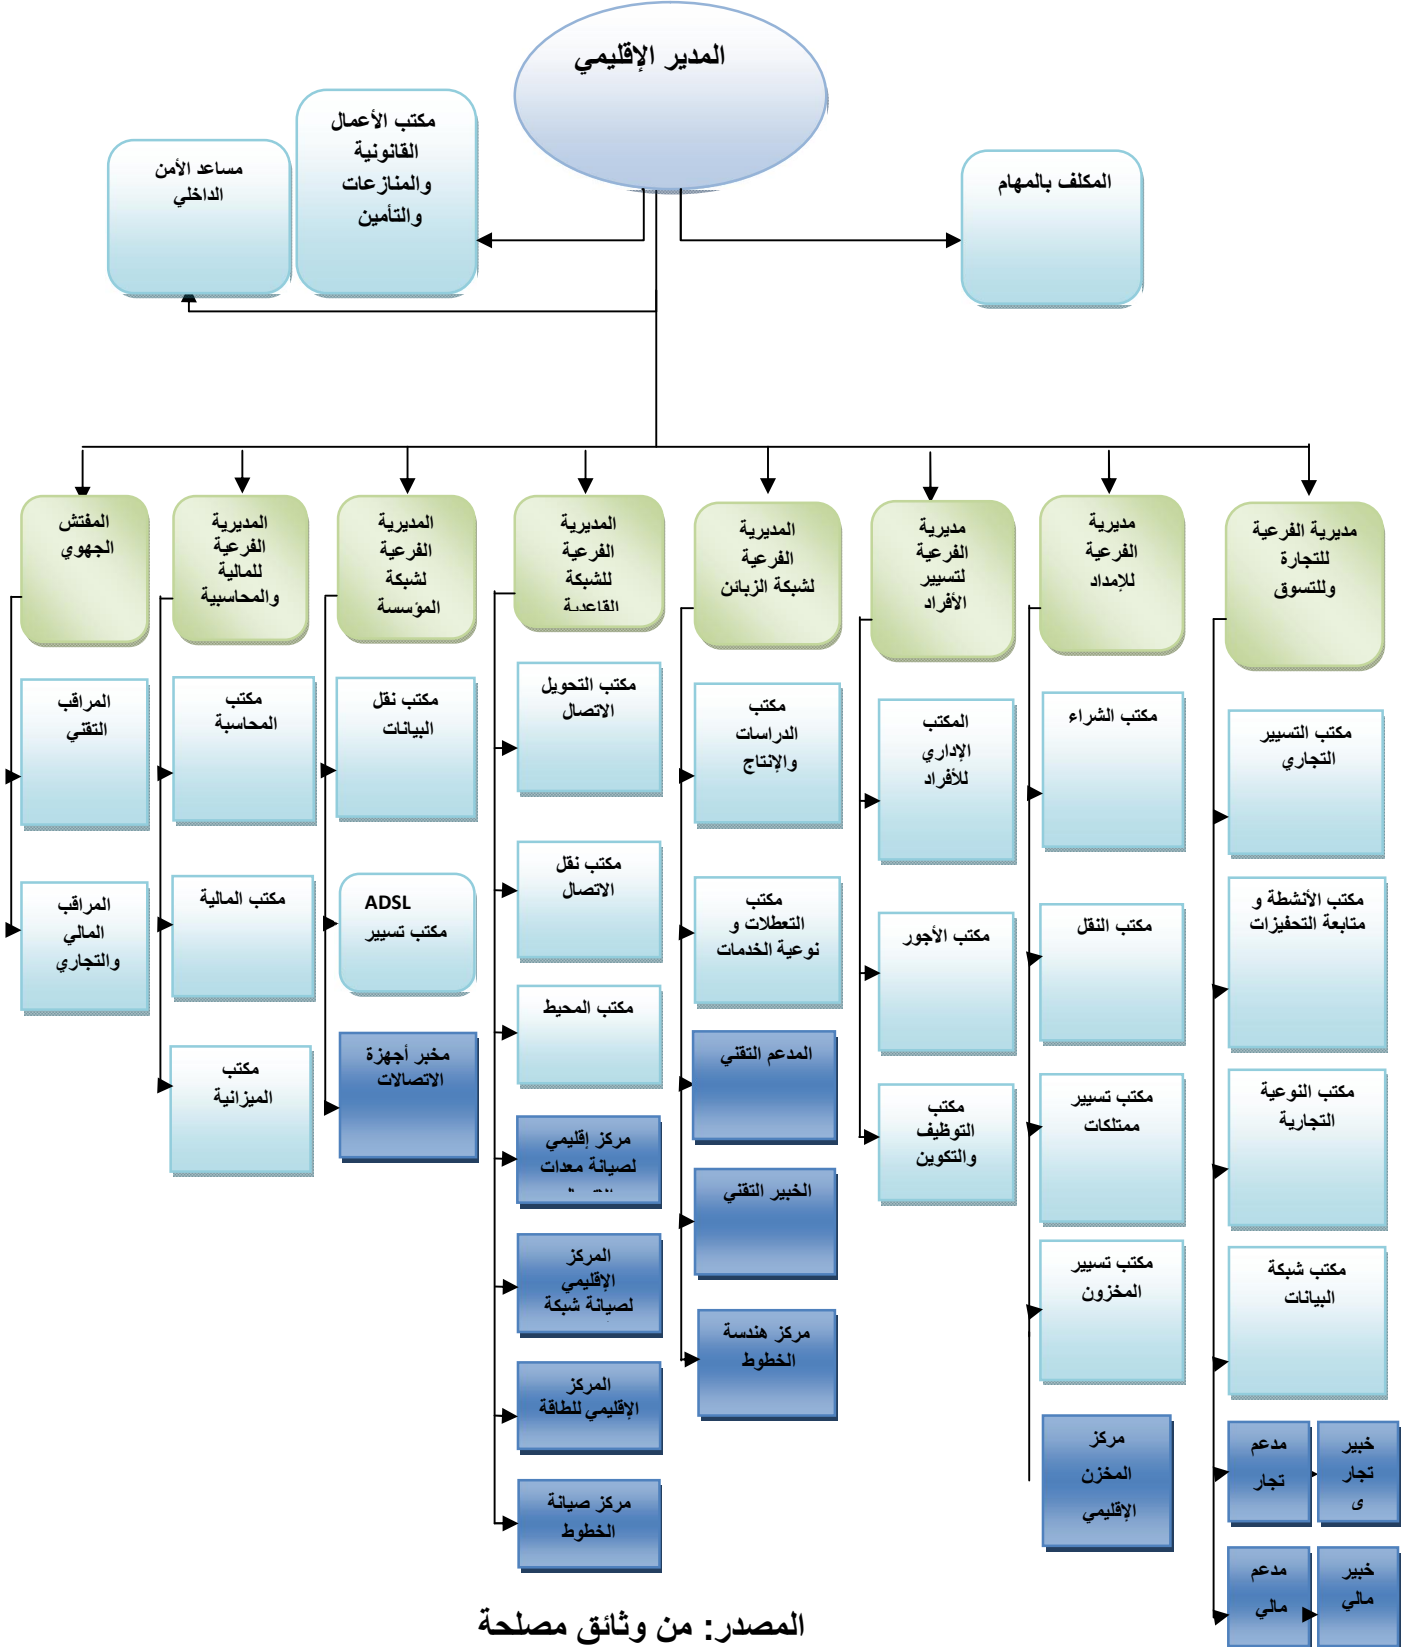 المدير الإقليمي
المكلف بالمهام
مكتب الأعمال
القانونية
والمنازعات
والتأمين
مساعد الأمن
الداخلي
مديرية الفرعية
للتجارة
وللتسوق
مديرية
الفرعية
للإمداد
مديرية
الفرعية
لتسيير
الأفراد
المديرية
الفرعية
لشبكة الزبائن
المديرية
الفرعية
للشبكة
القاعدية
المديرية
الفرعية
لشبكة
المؤسسة
المديرية
الفرعية
للمالية
والمحاسبية
المفتش
الجهوي
مكتب التسيير
التجاري
مكتب الأنشطة و
متابعة التحفيزات
مكتب النوعية
التجارية
مكتب شبكة
البيانات
مدعم
تجار
خبير
تجار
ي
مدعم
مالي
خبير
مالي
مكتب الشراء
مكتب النقل
مكتب تسيير
ممتلكات
مكتب تسيير
المخزون
مركز
المخزن
الإقليمي
المكتب
الإداري
للأفراد
مكتب الأجور
مكتب
التوظيف
والتكوين
مكتب
الدراسات
والإنتاج
مكتب
التعطلات و
نوعية الخدمات
المدعم التقني
الخبير التقني
مركز هندسة
الخطوط
مكتب التحويل
الاتصال
مكتب نقل
الاتصال
مكتب المحيط
مركز إقليمي
لصيانة معدات
المركز
الإقليمي
لصيانة شبكة
المركز
الإقليمي للطاقة
مركز صيانة
الخطوط
مكتب نقل
البيانات
ADSL
مكتب تسيير
مخبر أجهزة
الاتصالات
مكتب
المحاسبة
مكتب المالية
مكتب
الميزانية
المراقب
التقني
المراقب
المالي
والتجاري
المصدر: من وثائق مصلحة